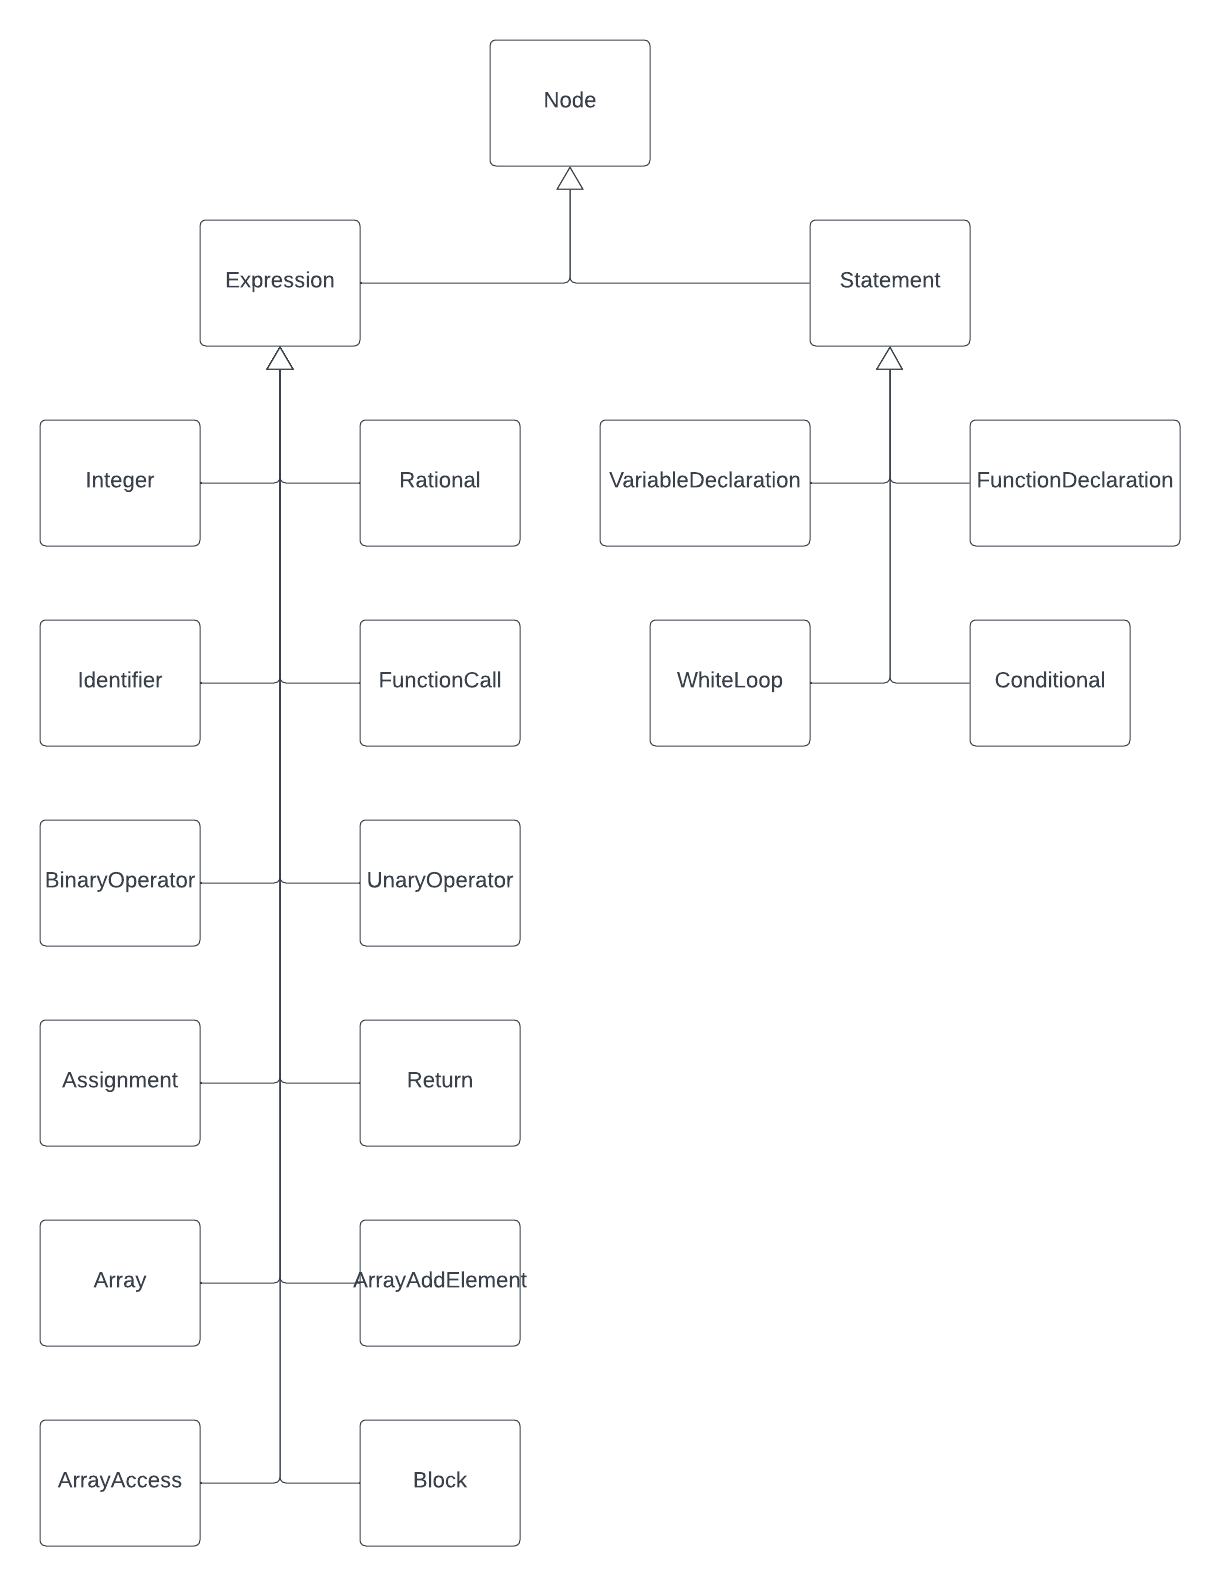 Node
Expression
Statement
Integer
Rational
VariableDeclaration
FunctionDeclaration
Identifier
FunctionCall
WhiteLoop
Conditional
BinaryOperator
UnaryOperator
Assignment
Return
Array
ArrayAddElement
ArrayAccess
Block